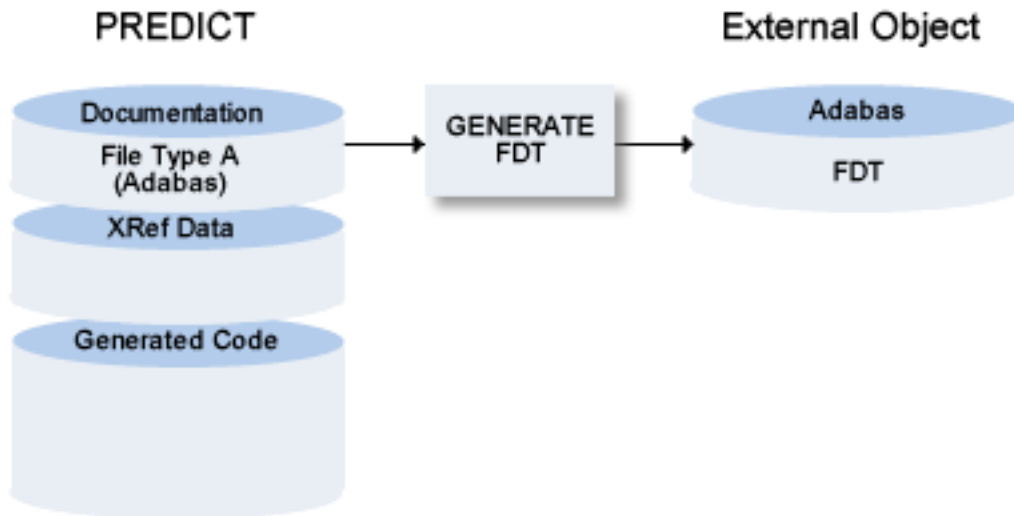 PREDICT
External Object
Documentation
File Type A
(Adabas)
XRef Data
Generated Code
GENERATE
FDT
Adabas
FDT